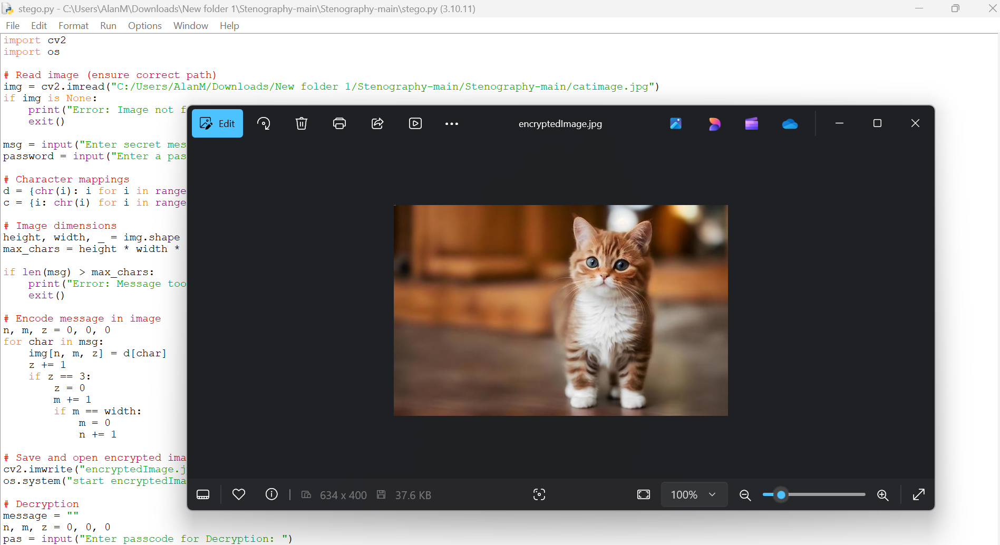 stego.py - C:\Users\AlanM\Downloads\New folder 1\Stenography-main\Stenography-main\stego.py (3.10.11)
File Edit Format Run Options Window Help
import cv2
import os
# Read image (ensure correct path)
img = cv2.imread("C:/Users/AlanM/Downloads/New folder 1/Stenography-main/Stenography-main/catimage.jpg")
if img is None:
print("Error: Image not f
exit()
msg = input("Enter secret mes
password = input("Enter a pas
# Character mappings
d = {chr(i): i for i in range
c = {i: chr(i) for i in range
# Image dimensions
height, width, _ = img.shape
max_chars = height * width *
if len(msg) > max_chars:
print("Error: Message too
exit()
# Encode message in image
n, m, z = 0, 0, 0
for char in msg:
img[n, m, z] = d[char]
z += 1
if z == 3:
z = 0
m += 1
if m == width:
m = 0
n += 1
# Save and open encrypted ima
cv2.imwrite("encryptedImage.j
os.system("start encryptedIma
# Decryption
message = ""
n, m, z = 0, 0, 0
pas = input("Enter passcode for Decryption: ")
Edit
encryptedImage.jpg
634 x 400
37.6 KB
100%